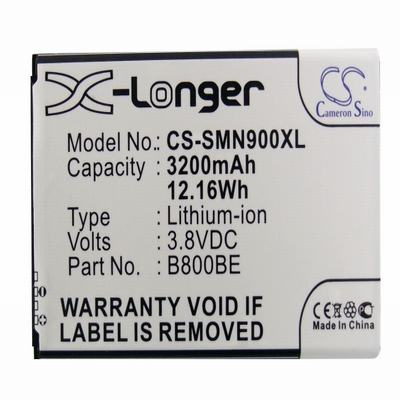 X-Longer
CS
Cameron Sino
Model No.: CS-SMN900XL
Capacity: 3200mAh
12.16Wh
Type: Lithium-ion
Volts: 3.8VDC
Part No.: B800BE
WARRANTY VOID IF
LABEL IS BROKEN
Made in China